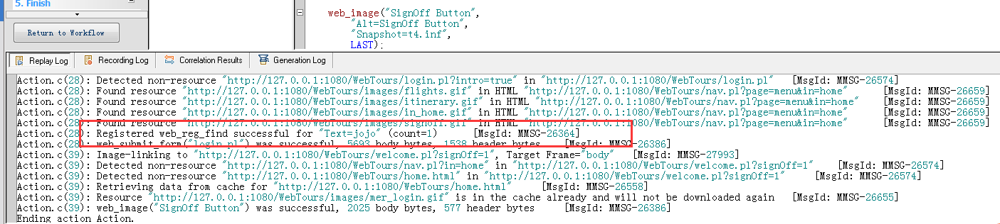 5. Finish
Return to Workflow
web_image("SignOff Button",
"Alt=SignOff Button",
"Snapshot=t4.inf",
LAST);
Replay Log
Recording Log
Correlation Results
Generation Log
Action.c(28): Detected non-resource "http://127.0.0.1:1080/WebTours/login.pl?intro=true" in "http://127.0.0.1:1080/WebTours/login.pl" [MsgId: MMSG-26574]
Action.c(28): Found resource "http://127.0.0.1:1080/WebTours/images/flights.gif" in HTML "http://127.0.0.1:1080/WebTours/nav.pl?page=menu&in=home" [MsgId: MMSG-26659]
Action.c(28): Found resource "http://127.0.0.1:1080/WebTours/images/itinerary.gif" in HTML "http://127.0.0.1:1080/WebTours/nav.pl?page=menu&in=home" [MsgId: MMSG-26659]
Action.c(28): Found resource "http://127.0.0.1:1080/WebTours/images/in_home.gif" in HTML "http://127.0.0.1:1080/WebTours/nav.pl?page=menu&in=home" [MsgId: MMSG-26659]
Action.c(28): Found resource "http://127.0.0.1:1080/WebTours/images/signoff.gif" in HTML "http://127.0.0.1:1080/WebTours/nav.pl?page=menu&in=home" [MsgId: MMSG-26659]
Action.c(28): Registered web_reg_find successful for "Text=jojo" (count=1) [MsgId: MMSG-26364]
Action.c(28): web_submit_form("login.pl") was successful, 5693 body bytes, 1538 header bytes [MsgId: MMSG-26386]
Action.c(39): Image-linking to "http://127.0.0.1:1080/WebTours/welcome.pl?signOff=1", Target Frame="body" [MsgId: MMSG-27993]
Action.c(39): Detected non-resource "http://127.0.0.1:1080/WebTours/nav.pl?in=home" in "http://127.0.0.1:1080/WebTours/welcome.pl?signOff=1" [MsgId: MMSG-26574]
Action.c(39): Detected non-resource "http://127.0.0.1:1080/WebTours/home.html" in "http://127.0.0.1:1080/WebTours/welcome.pl?signOff=1" [MsgId: MMSG-26574]
Action.c(39): Retrieving data from cache for "http://127.0.0.1:1080/WebTours/home.html" [MsgId: MMSG-26558]
Action.c(39): Resource "http://127.0.0.1:1080/WebTours/images/mer_login.gif" is in the cache already and will not be downloaded again [MsgId: MMSG-26655]
Action.c(39): web_image("SignOff Button") was successful, 2025 body bytes, 577 header bytes [MsgId: MMSG-26386]
Ending action Action.